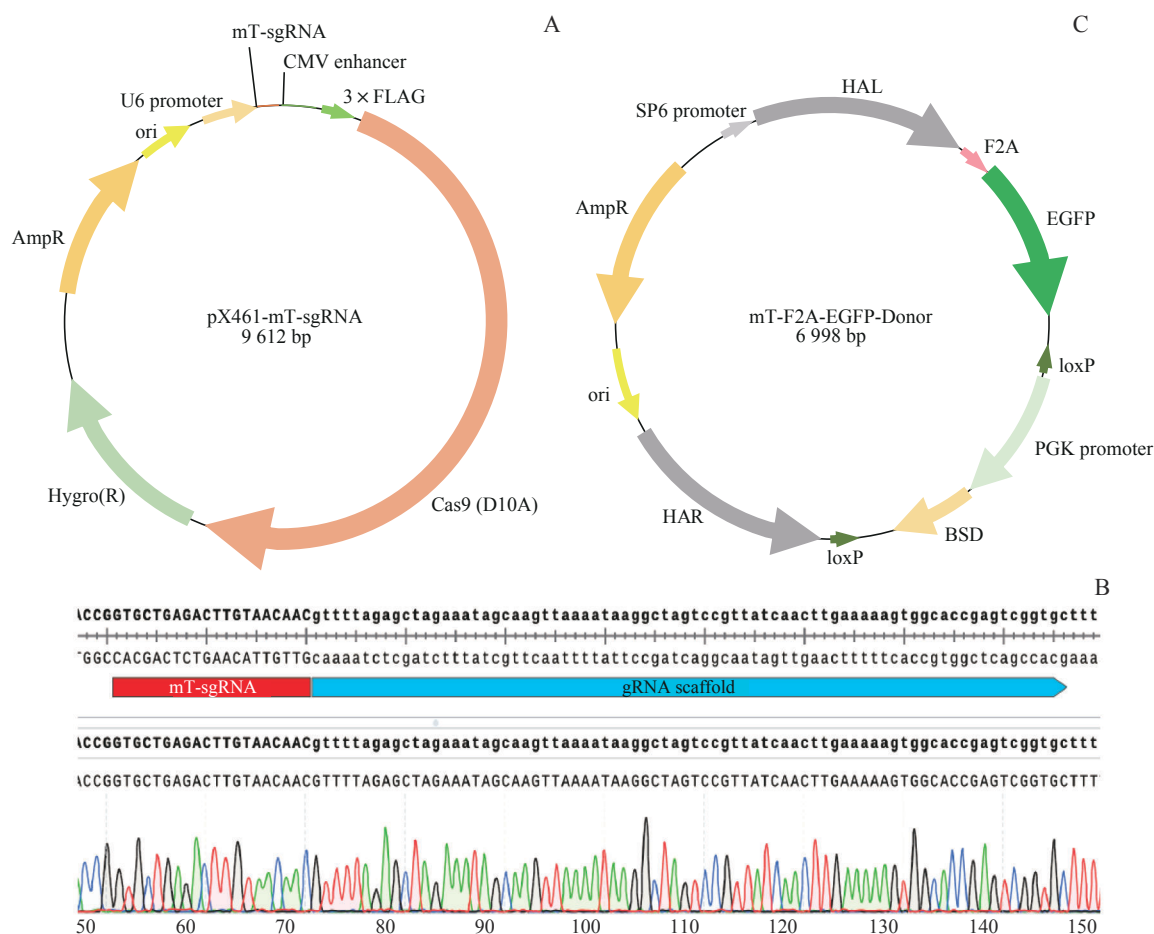 A
mT-sgRNA
CMV enhancer
3 × FLAG
U6 promoter
ori
AmpR
pX461-mT-sgRNA
9 612 bp
Hygro(R)
Cas9 (D10A)
C
HAL
SP6 promoter
F2A
AmpR
EGFP
mT-F2A-EGFP-Donor
6 998 bp
loxP
ori
PGK promoter
HAR
BSD
loxP
B
ACCGGTGCTGAGACTTGTAACAACgttttagagctagaaatagcaagttaaaataaggctagtccgttatcaacttgaaaaagtggcaccgagtcggtgcttt
TGGCCACGACTCTGAACATTGTTGcaaaatctcgatctttatcgttcaattttattccgatcaggcaatagttgaactttttcaccgtggctcagccacgaaa
mT-sgRNA
gRNA scaffold
ACCGGTGCTGAGACTTGTAACAACgttttagagctagaaatagcaagttaaaataaggctagtccgttatcaacttgaaaaagtggcaccgagtcggtgcttt
ACCGGTGCTGAGACTTGTAACAACGTTTTAGAGCTAGAAATAGCAAGTTAAAATAAGGCTAGTCCGTTATCAACTTGAAAAAGTGGCACCGAGTCGGTGCTTT
50 60 70 80 90 100 110 120 130 140 150